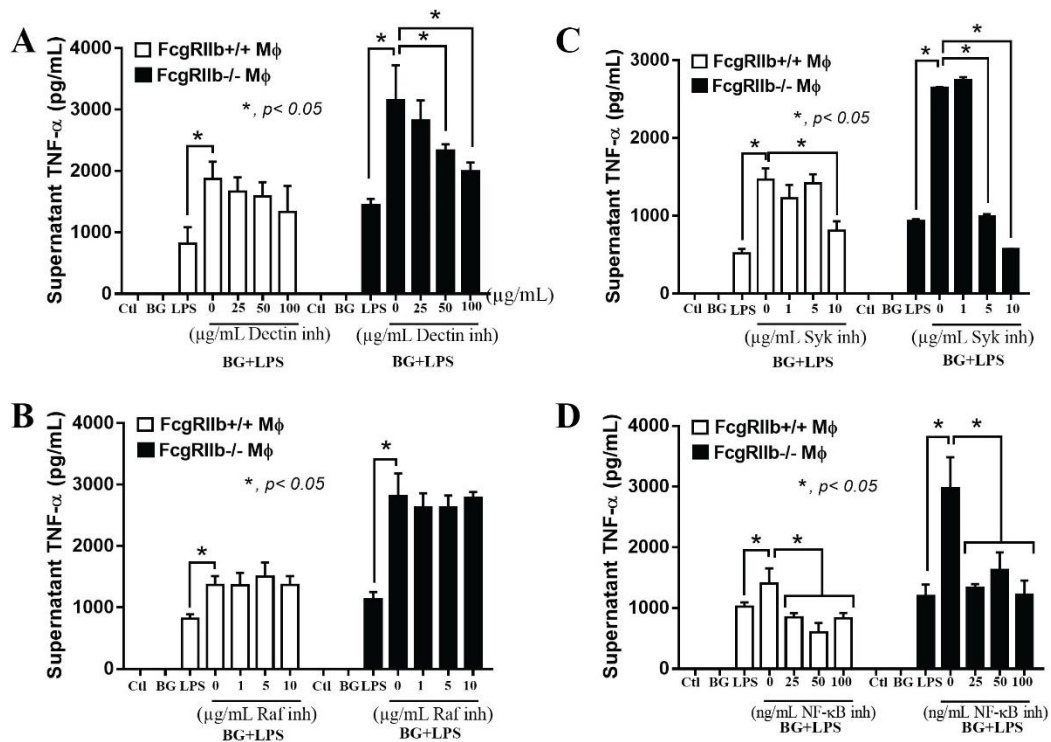 A
Supernatant TNF-α (pg/mL)
4000
3000
2000
1000
0
FcgRIIb+/+ Mϕ
FcgRIIb-/- Mϕ
*, p< 0.05
* * * *
Ctl BG LPS 0 25 50 100 Ctl BG LPS 0 25 50 100 (µg/mL)
(µg/mL Dectin inh) (µg/mL Dectin inh)
BG+LPS BG+LPS
B
Supernatant TNF-α (pg/mL)
4000
3000
2000
1000
0
FcgRIIb+/+ Mϕ
FcgRIIb-/- Mϕ
*, p< 0.05
* *
Ctl BG LPS 0 1 5 10 Ctl BG LPS 0 1 5 10
(µg/mL Raf inh) (µg/mL Raf inh)
BG+LPS BG+LPS
C
Supernatant TNF-α (pg/mL)
3000
2000
1000
0
FcgRIIb+/+ Mϕ
FcgRIIb-/- Mϕ
*, p< 0.05
* * * * *
Ctl BG LPS 0 1 5 10 Ctl BG LPS 0 1 5 10
(µg/mL Syk inh) (µg/mL Syk inh)
BG+LPS BG+LPS
D
Supernatant TNF-α (pg/mL)
4000
3000
2000
1000
0
FcgRIIb+/+ Mϕ
FcgRIIb-/- Mϕ
*, p< 0.05
* * * *
Ctl BG LPS 0 25 50 100 Ctl BG LPS 0 25 50 100
(ng/mL NF-κB inh) (ng/mL NF-κB inh)
BG+LPS BG+LPS